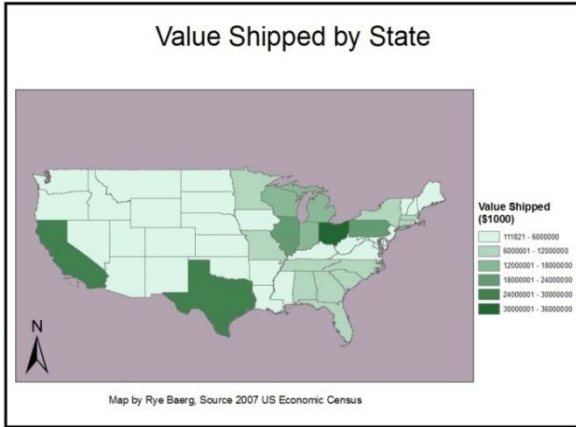 Value Shipped by State
Value Shipped
($1000)
111821 - 6000000
6000001 - 12000000
12000001 - 18000000
18000001 - 24000000
24000001 - 30000000
30000001 - 36000000
N
Map by Rye Baerg, Source 2007 US Economic Census